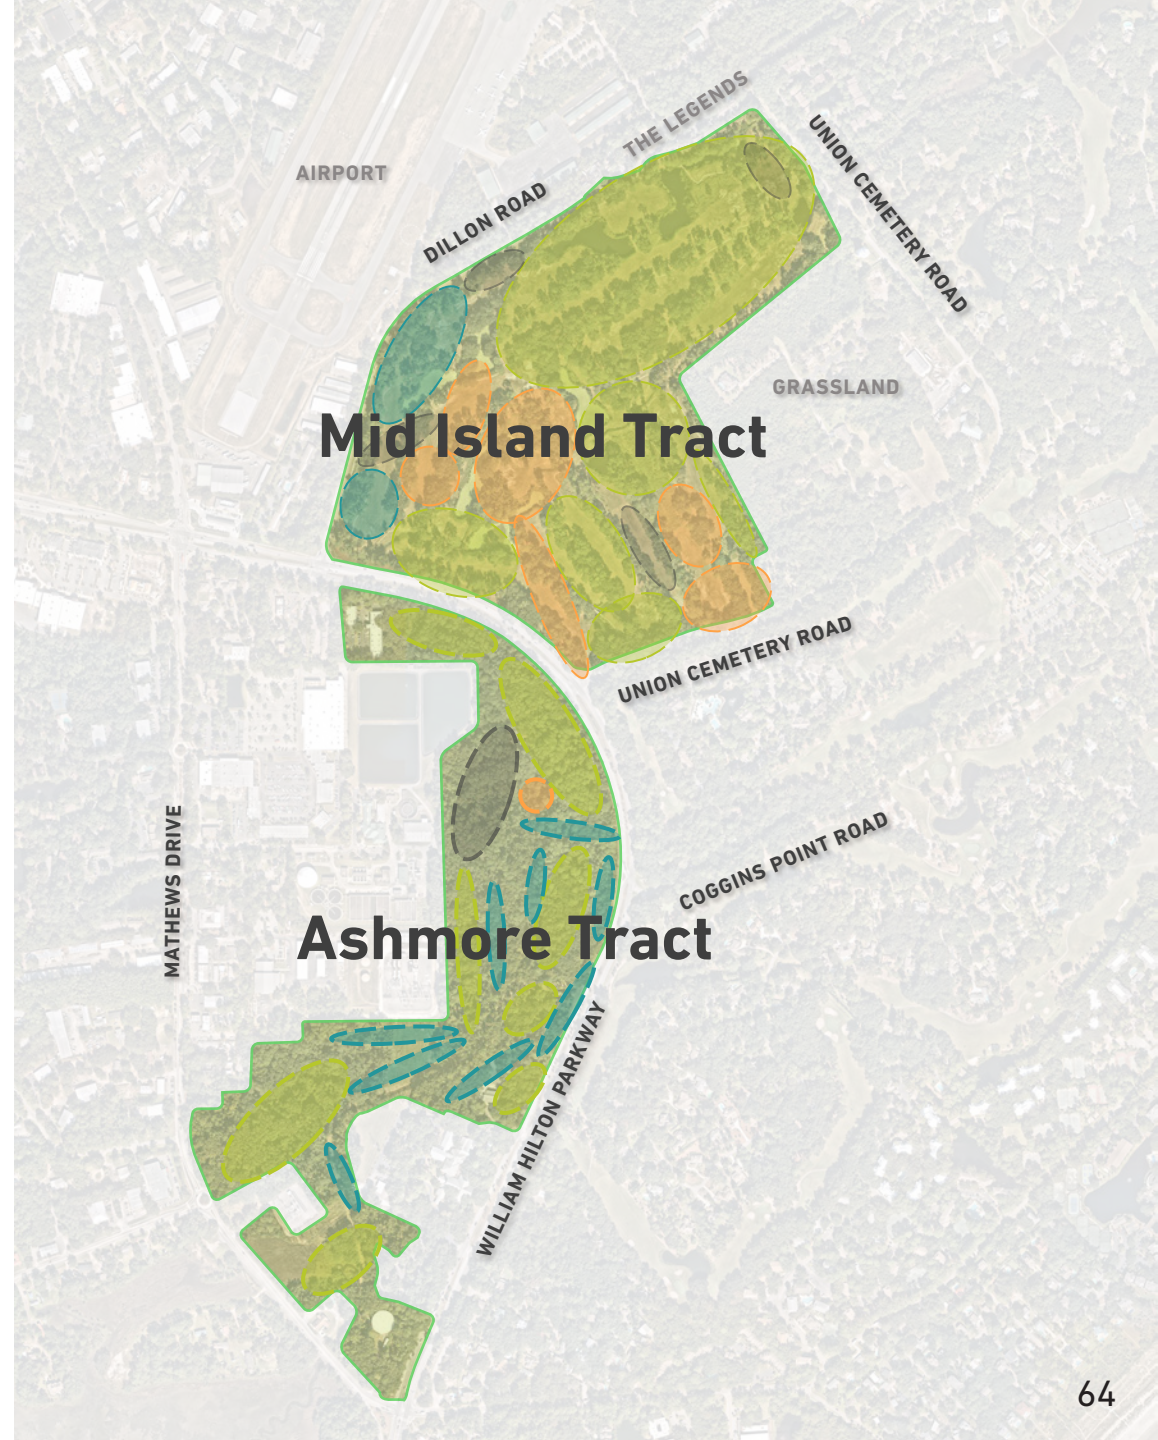 THE LEGENDS
UNION CEMETERY ROAD
AIRPORT
DILLON ROAD
GRASSLAND
Mid Island Tract
UNION CEMETERY ROAD
MATHEWS DRIVE
COGGINS POINT ROAD
Ashmore Tract
WILLIAM HILTON PARKWAY
64